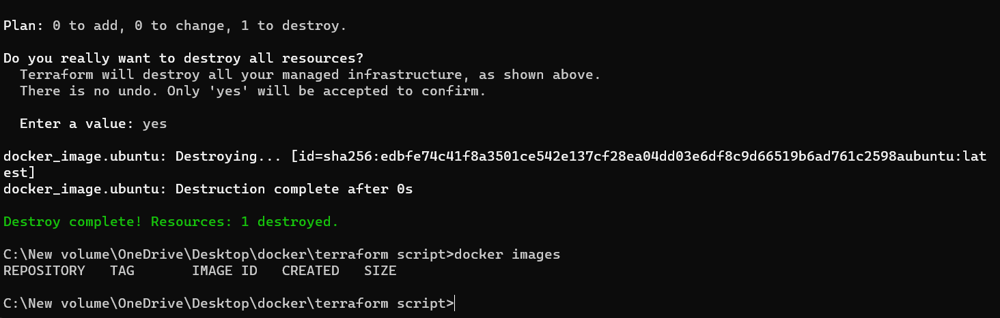 Plan: 0 to add, 0 to change, 1 to destroy.
Do you really want to destroy all resources?
Terraform will destroy all your managed infrastructure, as shown above.
There is no undo. Only 'yes' will be accepted to confirm.
Enter a value: yes
docker_image.ubuntu: Destroying... [id=sha256:edbfe74c41f8a3501ce542e137cf28ea04dd03e6df8c9d66519b6ad761c2598aubuntu:lat
est]
docker_image.ubuntu: Destruction complete after 0s
Destroy complete! Resources: 1 destroyed.
C:\New volume\OneDrive\Desktop\docker\terraform script>docker images
REPOSITORY   TAG       IMAGE ID   CREATED   SIZE
C:\New volume\OneDrive\Desktop\docker\terraform script>